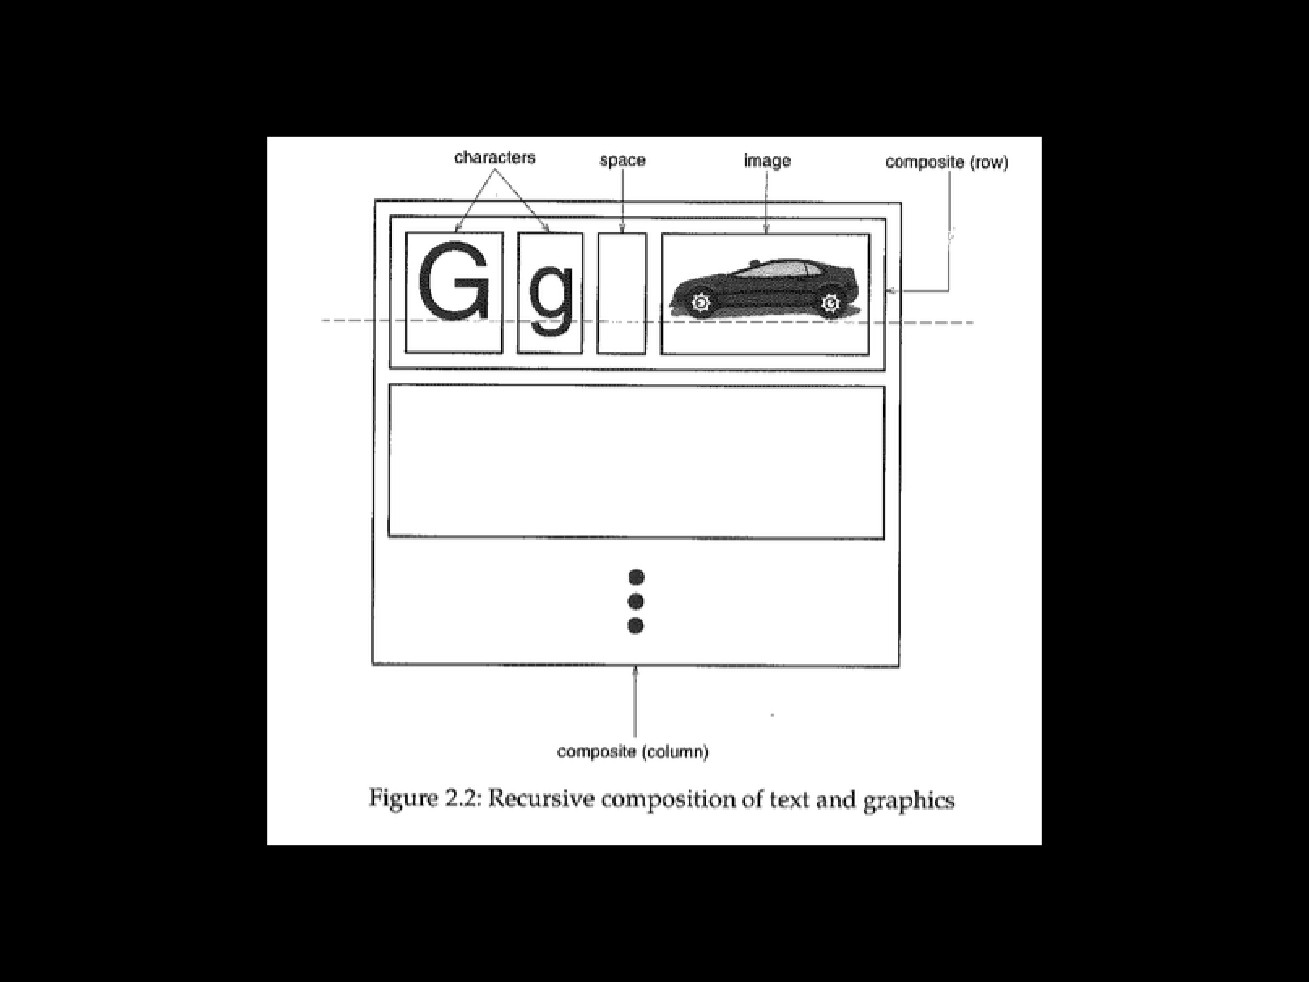 characters space image composite (row)
G g
composite (column)
Figure 2.2: Recursive composition of text and graphics